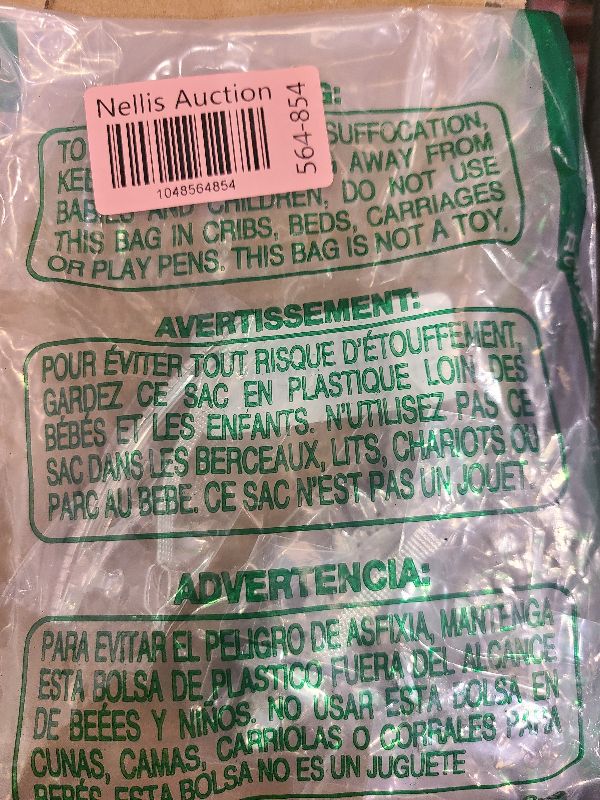 Nellis Auction
1048564854
564-854
G:
TO SUFFOCATION,
KEE AWAY FROM
BABIES AND CHILDREN, DO NOT USE
THIS BAG IN CRIBS, BEDS, CARRIAGES
OR PLAY PENS. THIS BAG IS NOT A TOY.
AVERTISSEMENT:
POUR ÉVITER TOUT RISQUE D'ÉTOUFFEMENT,
GARDEZ CE SAC EN PLASTIQUE LOIN DES
BÉBÉS ET LES ENFANTS. N'UTILISEZ PAS CE
SAC DANS LES BERCEAUX, LITS, CHARIOTS OU
PARC AU BEBE. CE SAC N'EST PAS UN JOUET.
ADVERTENCIA:
PARA EVITAR EL PELIGRO DE ASFIXIA, MANTENGA
ESTA BOLSA DE PLASTICO FUERA DEL ALCANCE
DE BEÉES Y NIÑOS. NO USAR ESTA BOLSA EN
CUNAS, CAMAS, CARRIOLAS O CORRALES PARA
BEBÉS ESTA BOLSA NO ES UN JUGUETE